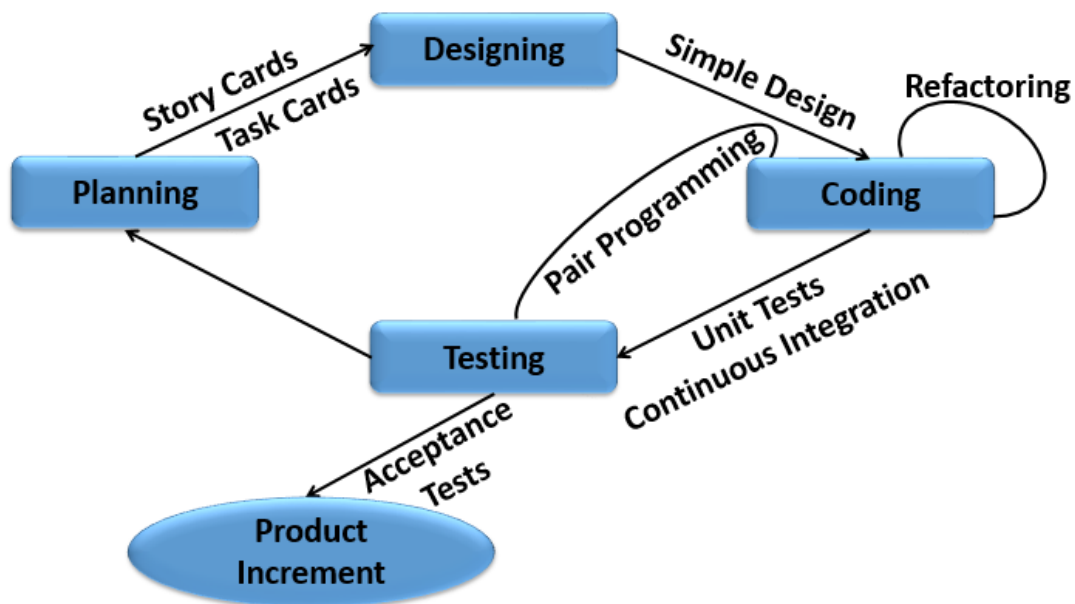 Designing
Story Cards
Task Cards
Simple Design
Refactoring
Planning
Coding
Pair Programming
Unit Tests
Continuous Integration
Testing
Acceptance
Tests
Product
Increment